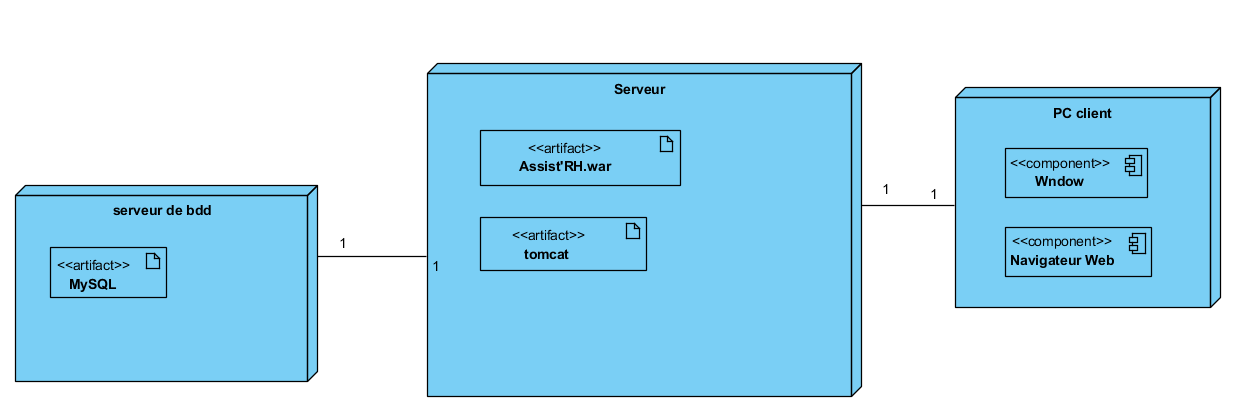 serveur de bdd
<<artifact>>
MySQL
1
1
Serveur
<<artifact>>
Assist'RH.war
<<artifact>>
tomcat
1
1
PC client
<<component>>
Wndow
<<component>>
Navigateur Web